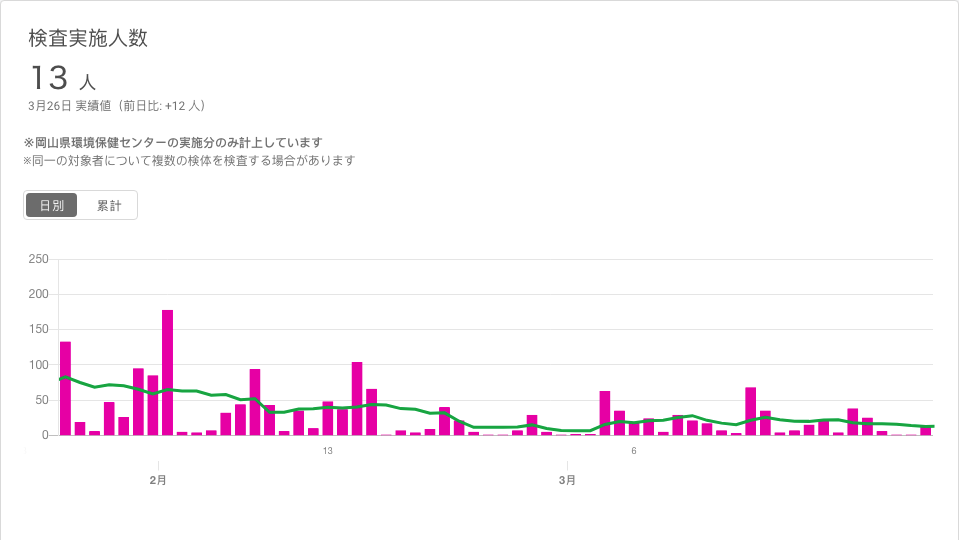 検査実施人数
13 人
3月26日 実績値（前日比: +12 人）
※岡山県環境保健センターの実施分のみ計上しています
※同一の対象者について複数の検体を検査する場合があります
日別 累計
250
200
150
100
50
0
13 6
2月 3月